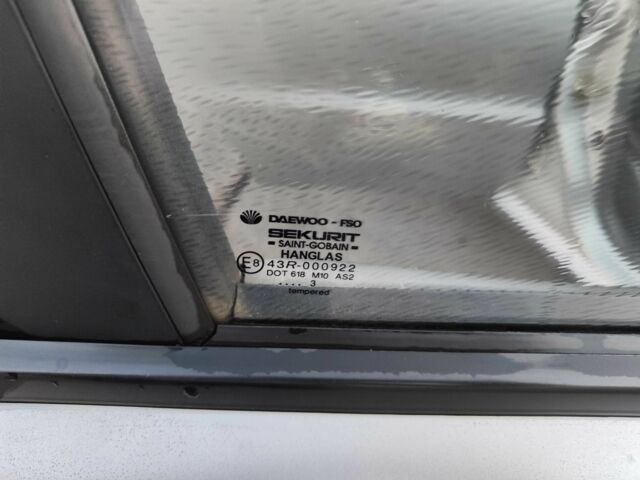 DAEWOO - FSO
SEKURIT
- SAINT-GOBAIN -
HANGLAS
E8 43R-000922
DOT 618 M10 AS2
.... 3
tempered